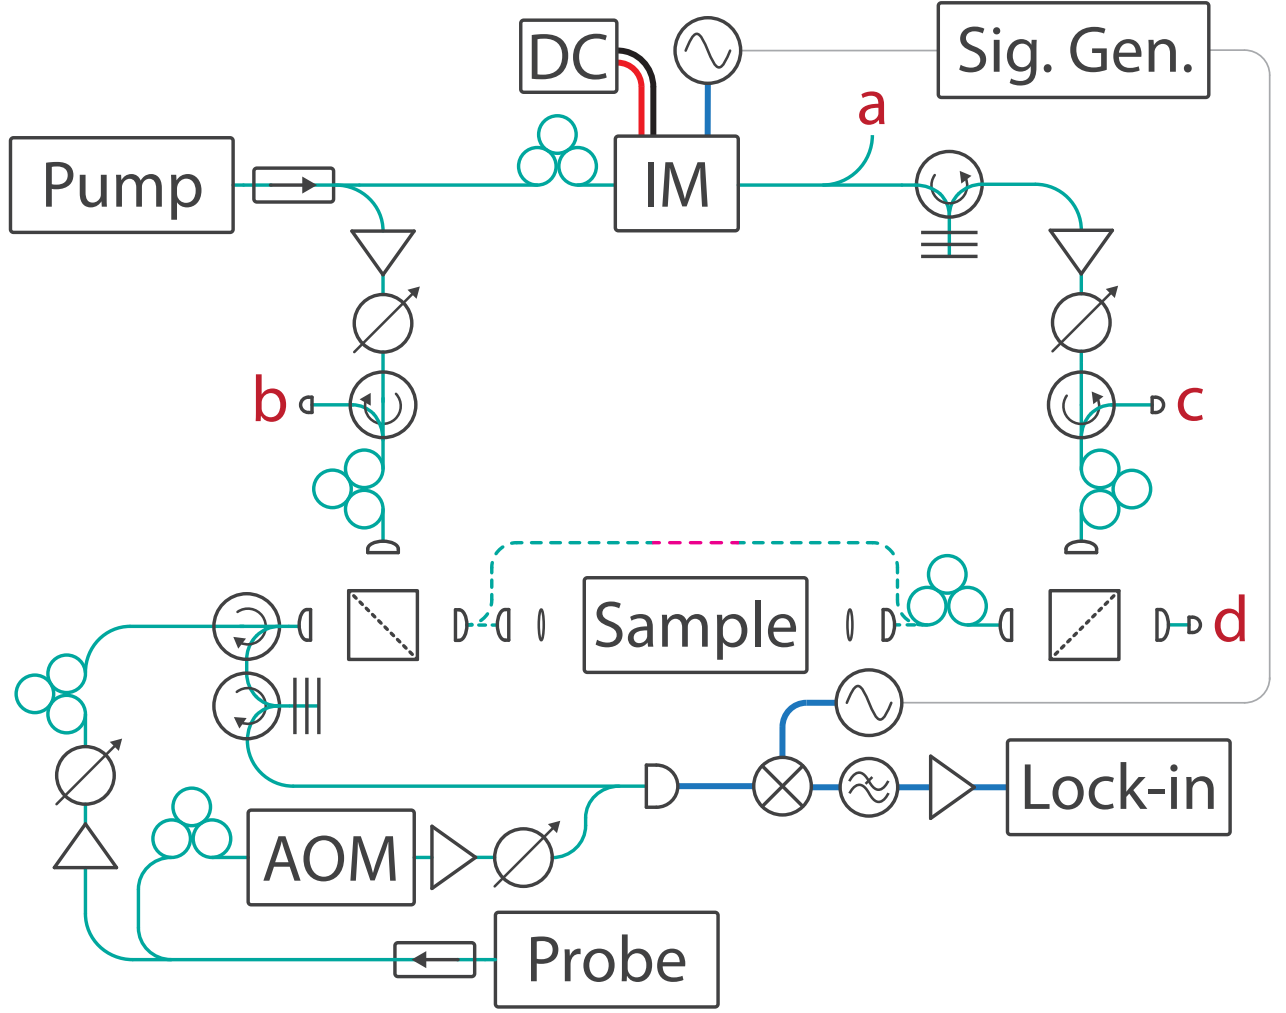 DC
Sig. Gen.
a
Pump
IM
b
c
Sample
d
Lock-in
AOM
Probe